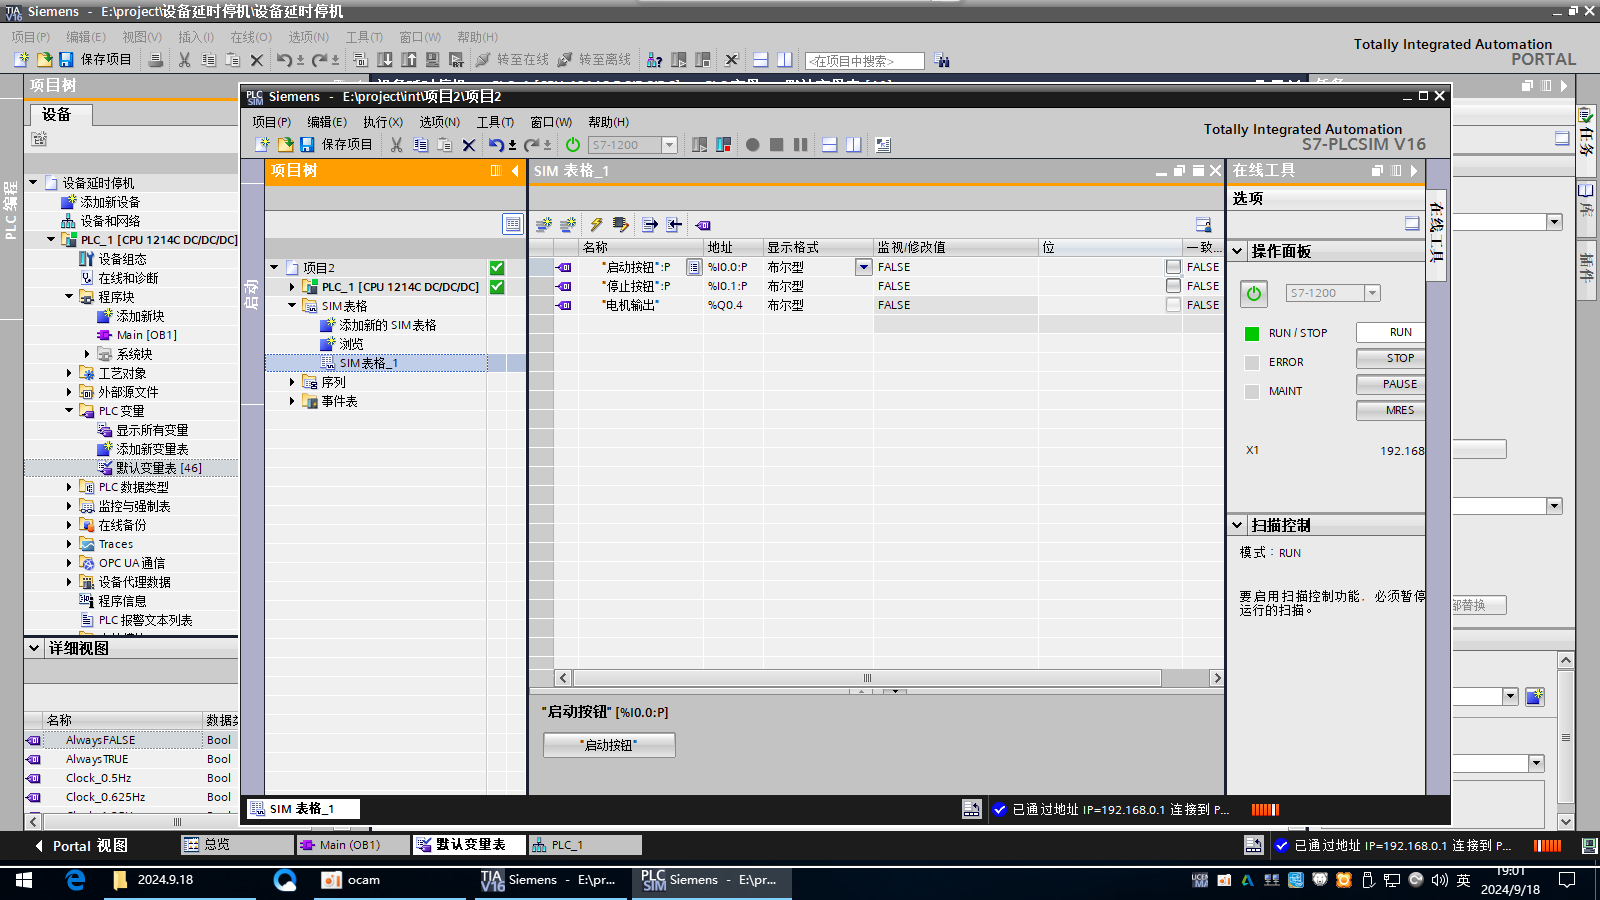 Siemens - E:\project\设备延时停机\设备延时停机
项目(P) 编辑(E) 视图(V) 插入(I) 在线(O) 选项(N) 工具(T) 窗口(W) 帮助(H)
Totally Integrated Automation
PORTAL
保存项目 转至在线 转至离线 <在项目中搜索>
项目树
设备
PLC 编程
设备延时停机
添加新设备
设备和网络
PLC_1 [CPU 1214C DC/DC/DC]
设备组态
在线和诊断
程序块
添加新块
Main [OB1]
系统块
工艺对象
外部源文件
PLC 变量
显示所有变量
添加新变量表
默认变量表 [46]
PLC 数据类型
监控与强制表
在线备份
Traces
OPC UA 通信
设备代理数据
程序信息
PLC 报警文本列表
详细视图
名称 数据类
AlwaysFALSE Bool
AlwaysTRUE Bool
Clock_0.5Hz Bool
Clock_0.625Hz Bool
Siemens - E:\project\int\项目2\项目2
项目(P) 编辑(E) 执行(X) 选项(N) 工具(T) 窗口(W) 帮助(H)
Totally Integrated Automation
S7-PLCSIM V16
保存项目 S7-1200
启动
项目树
项目2
PLC_1 [CPU 1214C DC/DC/DC]
SIM 表格
添加新的 SIM 表格
浏览
SIM 表格_1
序列
事件表
SIM 表格_1
名称 地址 显示格式 监视/修改值 位 一致...
"启动按钮":P %I0.0:P 布尔型 FALSE FALSE
"停止按钮":P %I0.1:P 布尔型 FALSE FALSE
"电机输出" %Q0.4 布尔型 FALSE FALSE
"启动按钮" [%I0.0:P]
"启动按钮"
在线工具
选项
操作面板
S7-1200
RUN / STOP RUN
ERROR STOP
MAINT PAUSE
MRES
X1 192.168
扫描控制
模式：RUN
要启用扫描控制功能，必须暂停
运行的扫描。
在线工具
任务
库
插件
部替换
SIM 表格_1
已通过地址 IP=192.168.0.1 连接到 P...
Portal 视图 总览 Main (OB1) 默认变量表 PLC_1
已通过地址 IP=192.168.0.1 连接到 P...
2024.9.18 ocam Siemens - E:\pr... Siemens - E:\pr...
英
19:01
2024/9/18